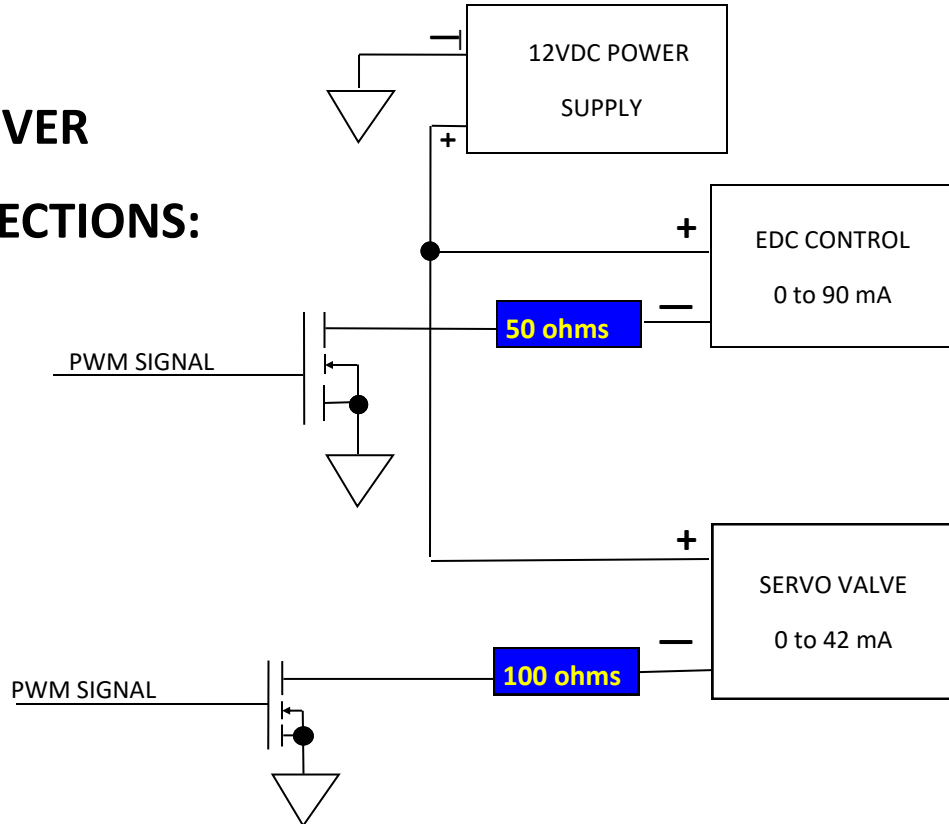 12VDC POWER
SUPPLY
+
VER
ECTIONS:
+
EDC CONTROL
0 to 90 mA
50 ohms
PWM SIGNAL
+
SERVO VALVE
0 to 42 mA
100 ohms
PWM SIGNAL